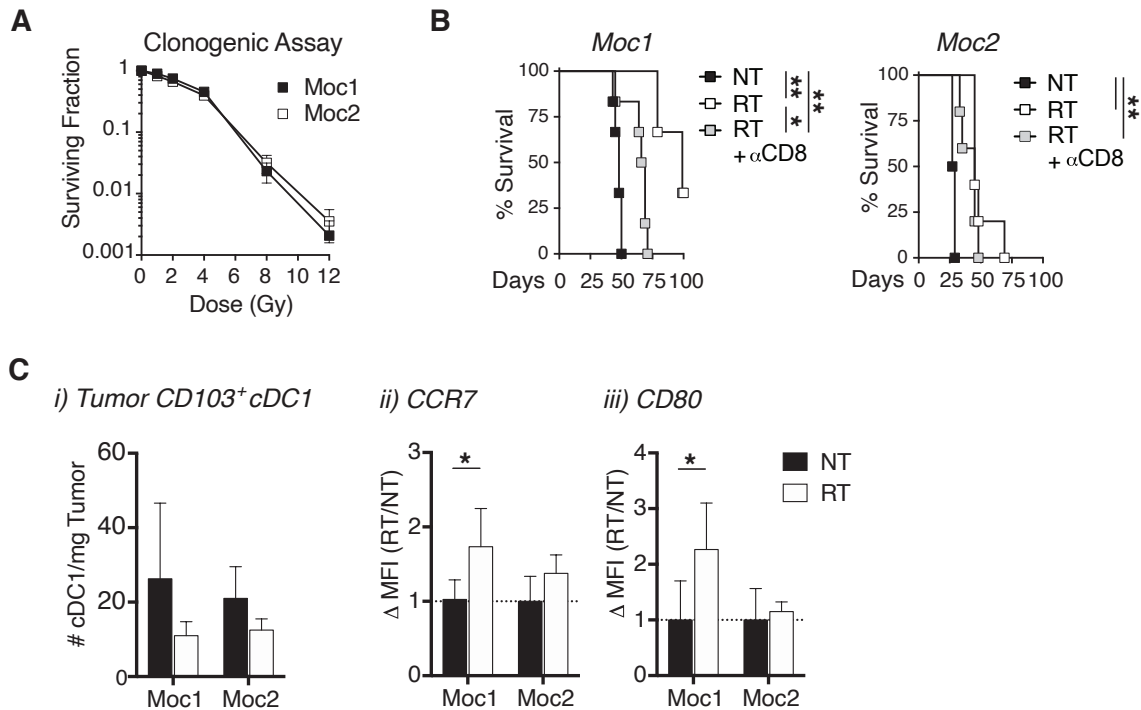 A
Clonogenic Assay
Surviving Fraction
1
0.1
0.01
0.001
0 2 4 6 8 10 12
Dose (Gy)
Moc1
Moc2
B
Moc1
% Survival
100
75
50
25
0
Days 0 25 50 75 100
NT
RT
RT
+ αCD8
**
*
**
Moc2
% Survival
100
75
50
25
0
Days 0 25 50 75 100
NT
RT
RT
+ αCD8
**
C
i) Tumor CD103+ cDC1
# cDC1/mg Tumor
60
40
20
0
Moc1 Moc2
ii) CCR7
Δ MFI (RT/NT)
3
2
1
0
*
Moc1 Moc2
iii) CD80
Δ MFI (RT/NT)
4
3
2
1
0
*
Moc1 Moc2
NT
RT